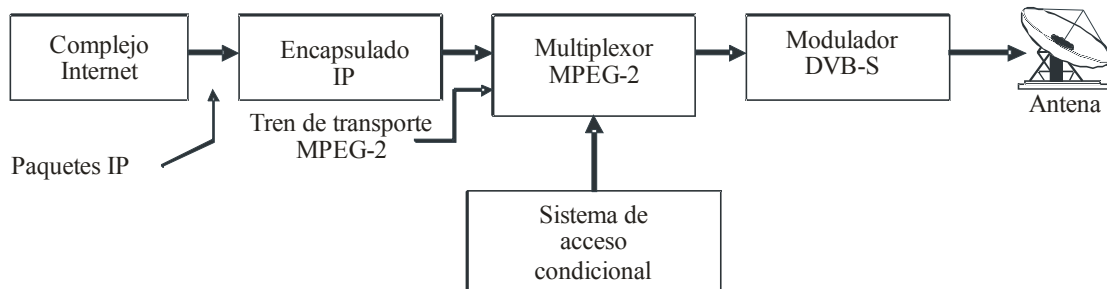 Complejo
Internet
Encapsulado
IP
Multiplexor
MPEG-2
Modulador
DVB-S
Antena
Tren de transporte
MPEG-2
Paquetes IP
Sistema de
acceso
condicional